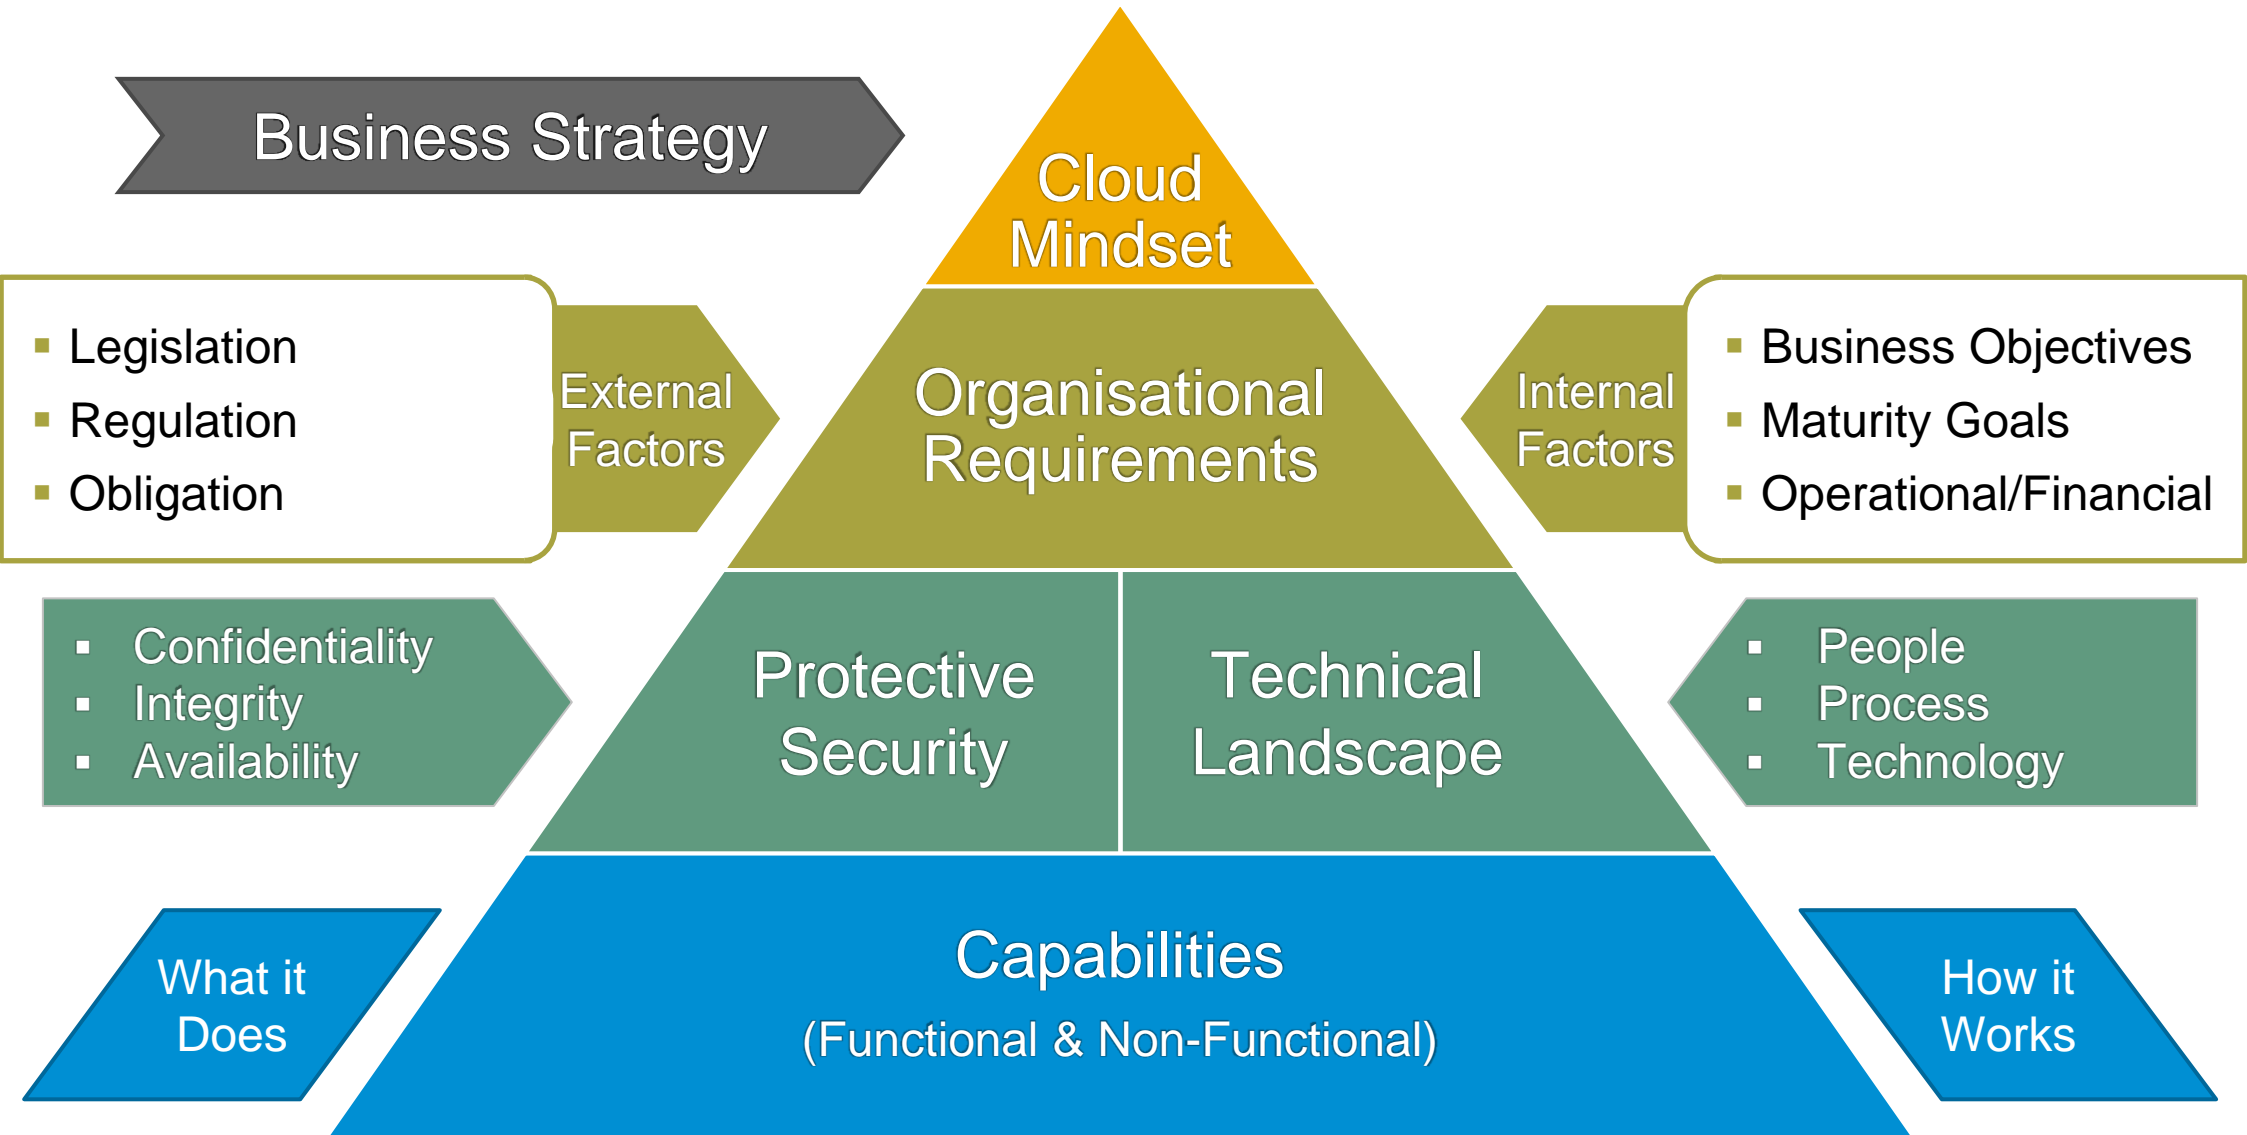 Business Strategy
Cloud
Mindset
Legislation
Regulation
Obligation
External
Factors
Organisational
Requirements
Internal
Factors
Business Objectives
Maturity Goals
Operational/Financial
Confidentiality
Integrity
Availability
Protective
Security
Technical
Landscape
People
Process
Technology
What it
Does
Capabilities
(Functional & Non-Functional)
How it
Works